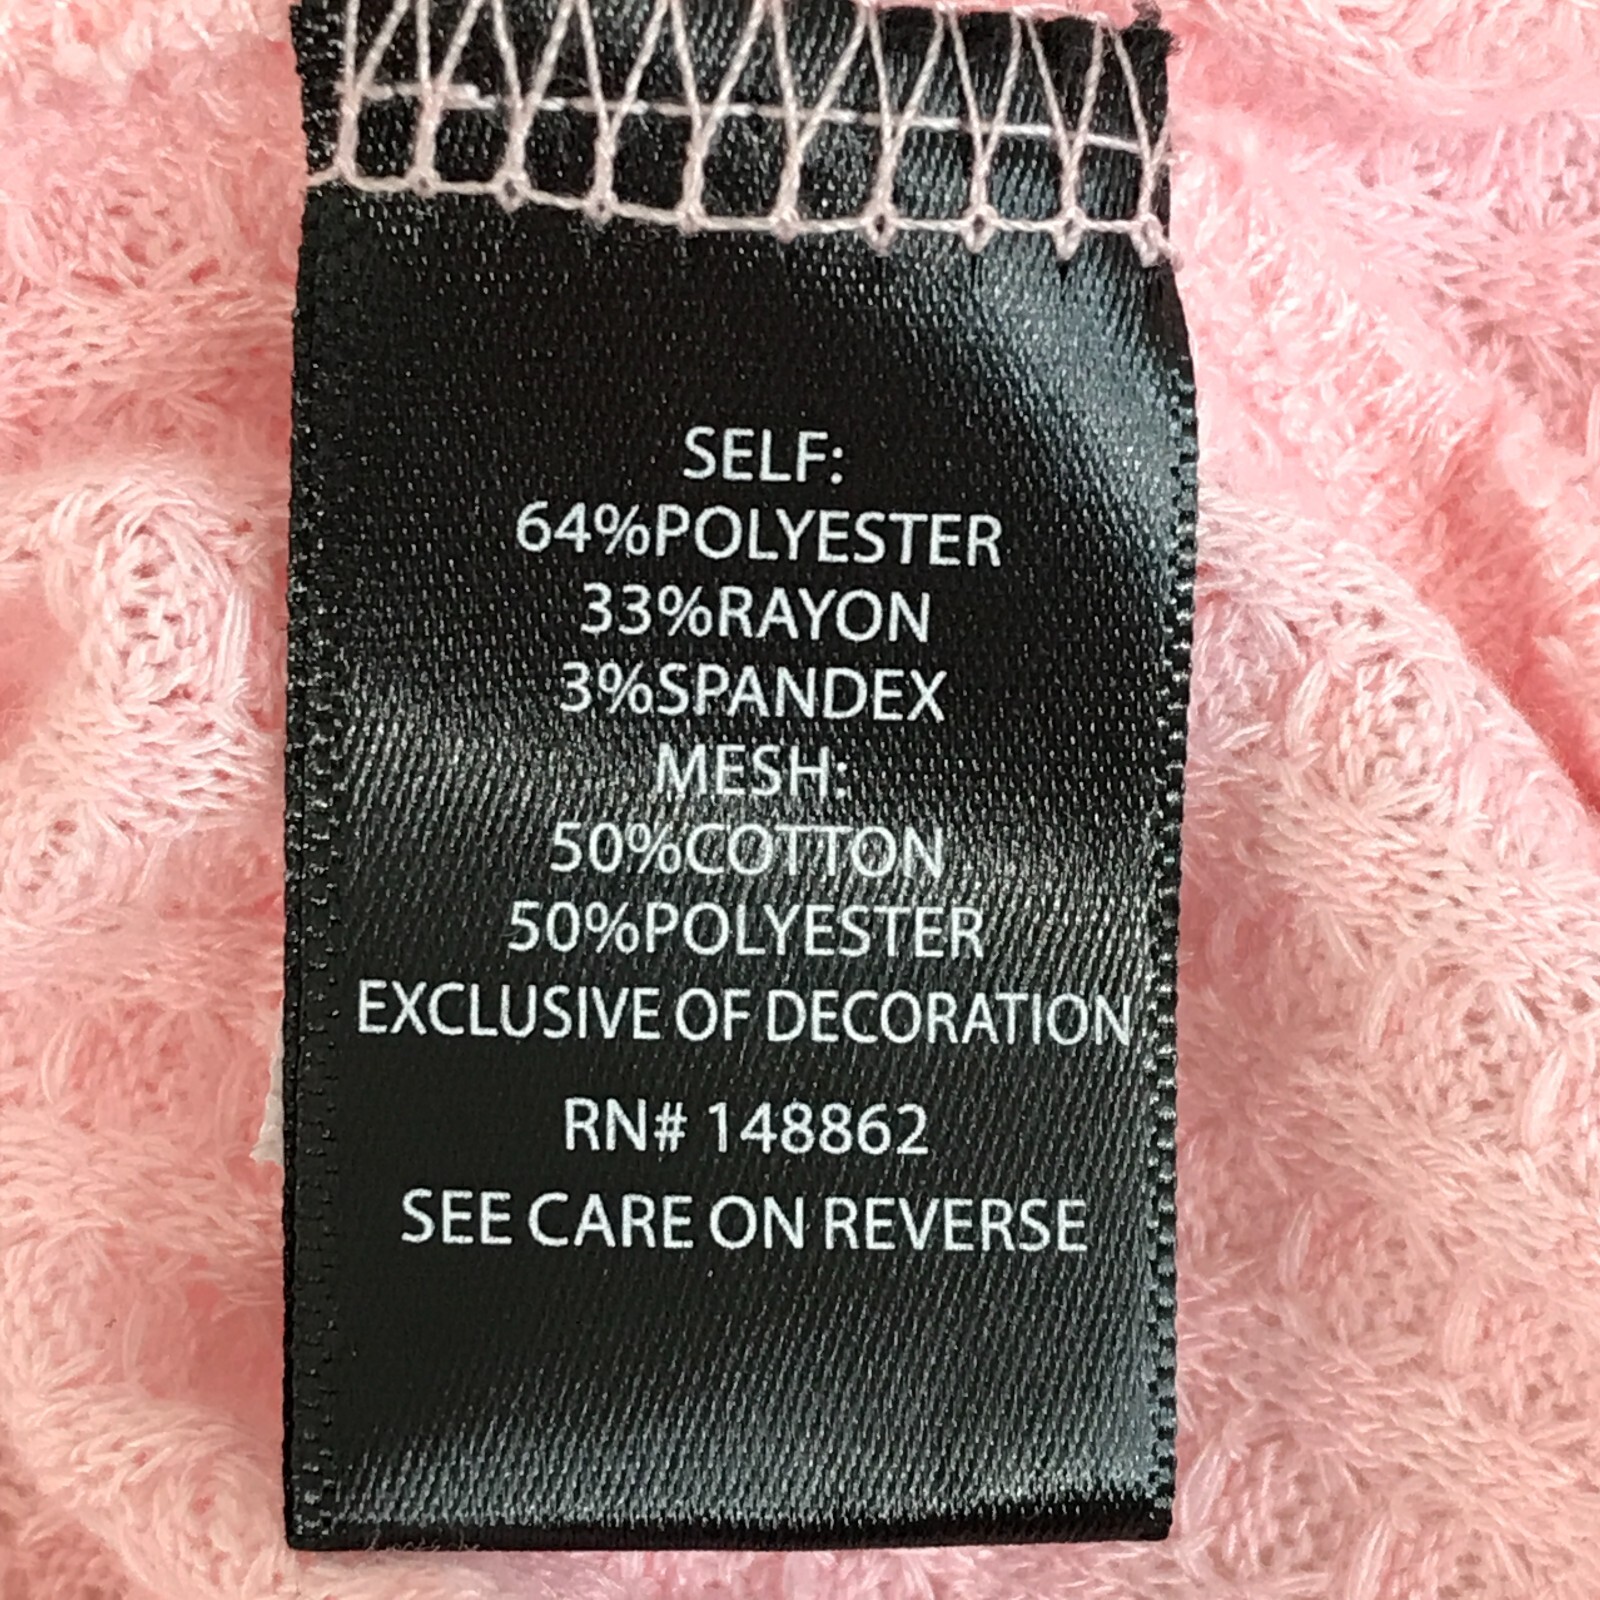 SELF:
64%POLYESTER
33%RAYON
3%SPANDEX
MESH:
50%COTTON
50%POLYESTER
EXCLUSIVE OF DECORATION
RN# 148862
SEE CARE ON REVERSE